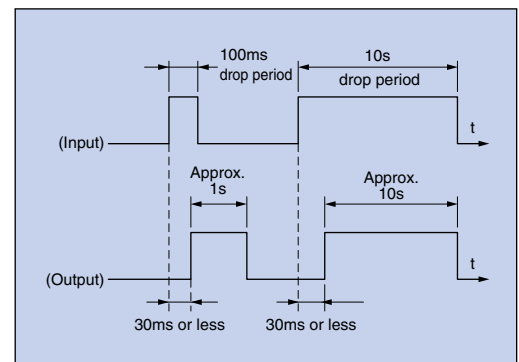 100ms
drop period
10s
drop period
(Input)
t
Approx.
1s
Approx.
10s
(Output)
t
30ms or less
30ms or less